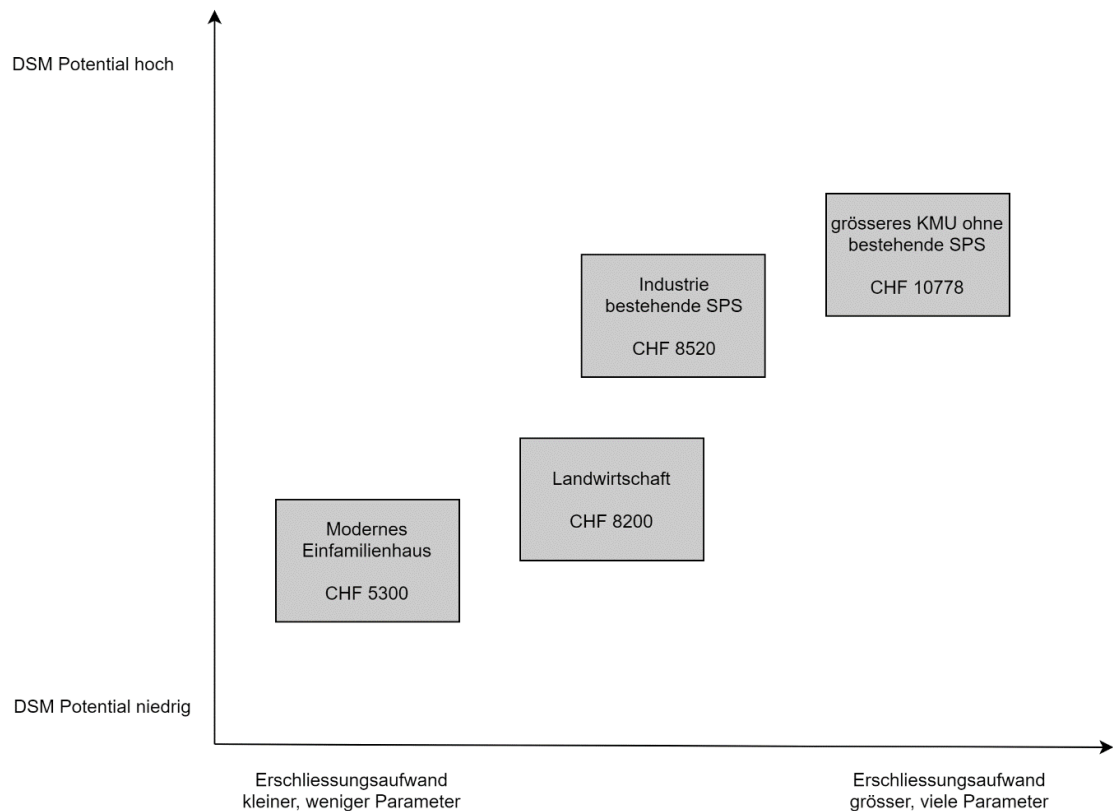 DSM Potential hoch
grösseres KMU ohne
bestehende SPS
CHF 10778
Industrie
bestehende SPS
CHF 8520
Landwirtschaft
CHF 8200
Modernes
Einfamilienhaus
CHF 5300
DSM Potential niedrig
Erschliessungsaufwand
kleiner, weniger Parameter
Erschliessungsaufwand
grösser, viele Parameter